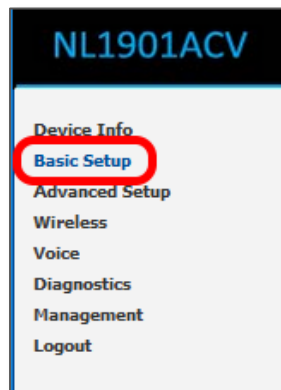 NL1901ACV
Device Info
Basic Setup
Advanced Setup
Wireless
Voice
Diagnostics
Management
Logout